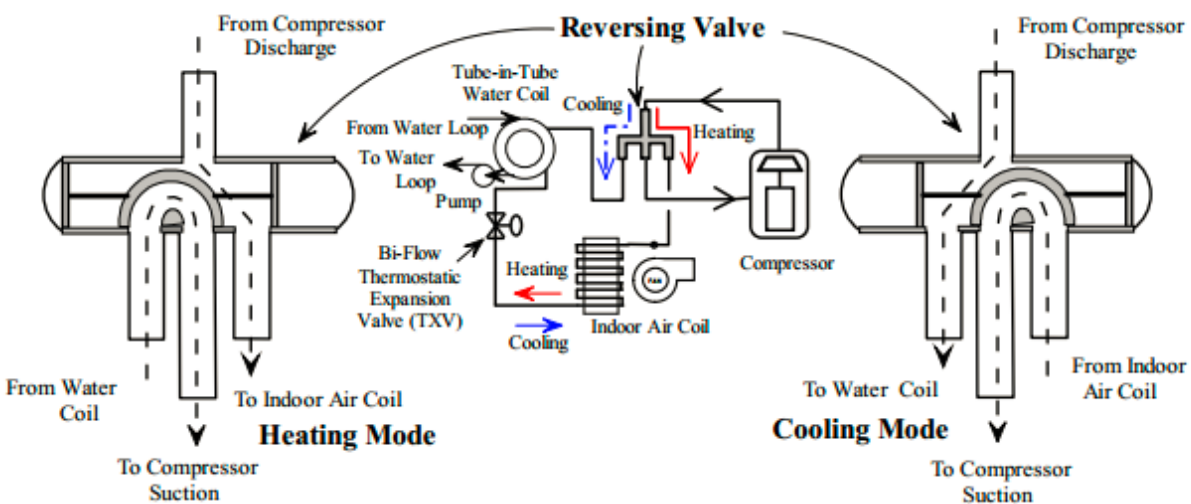 From Compressor
Discharge
Reversing Valve
From Compressor
Discharge
Tube-in-Tube
Water Coil
Cooling
From Water Loop
Heating
To Water
Loop
Pump
Bi-Flow
Thermostatic
Expansion
Valve (TXV)
Heating
Cooling
FAN
Indoor Air Coil
Compressor
From Water
Coil
To Indoor Air Coil
Heating Mode
To Compressor
Suction
To Water Coil
From Indoor
Air Coil
Cooling Mode
To Compressor
Suction